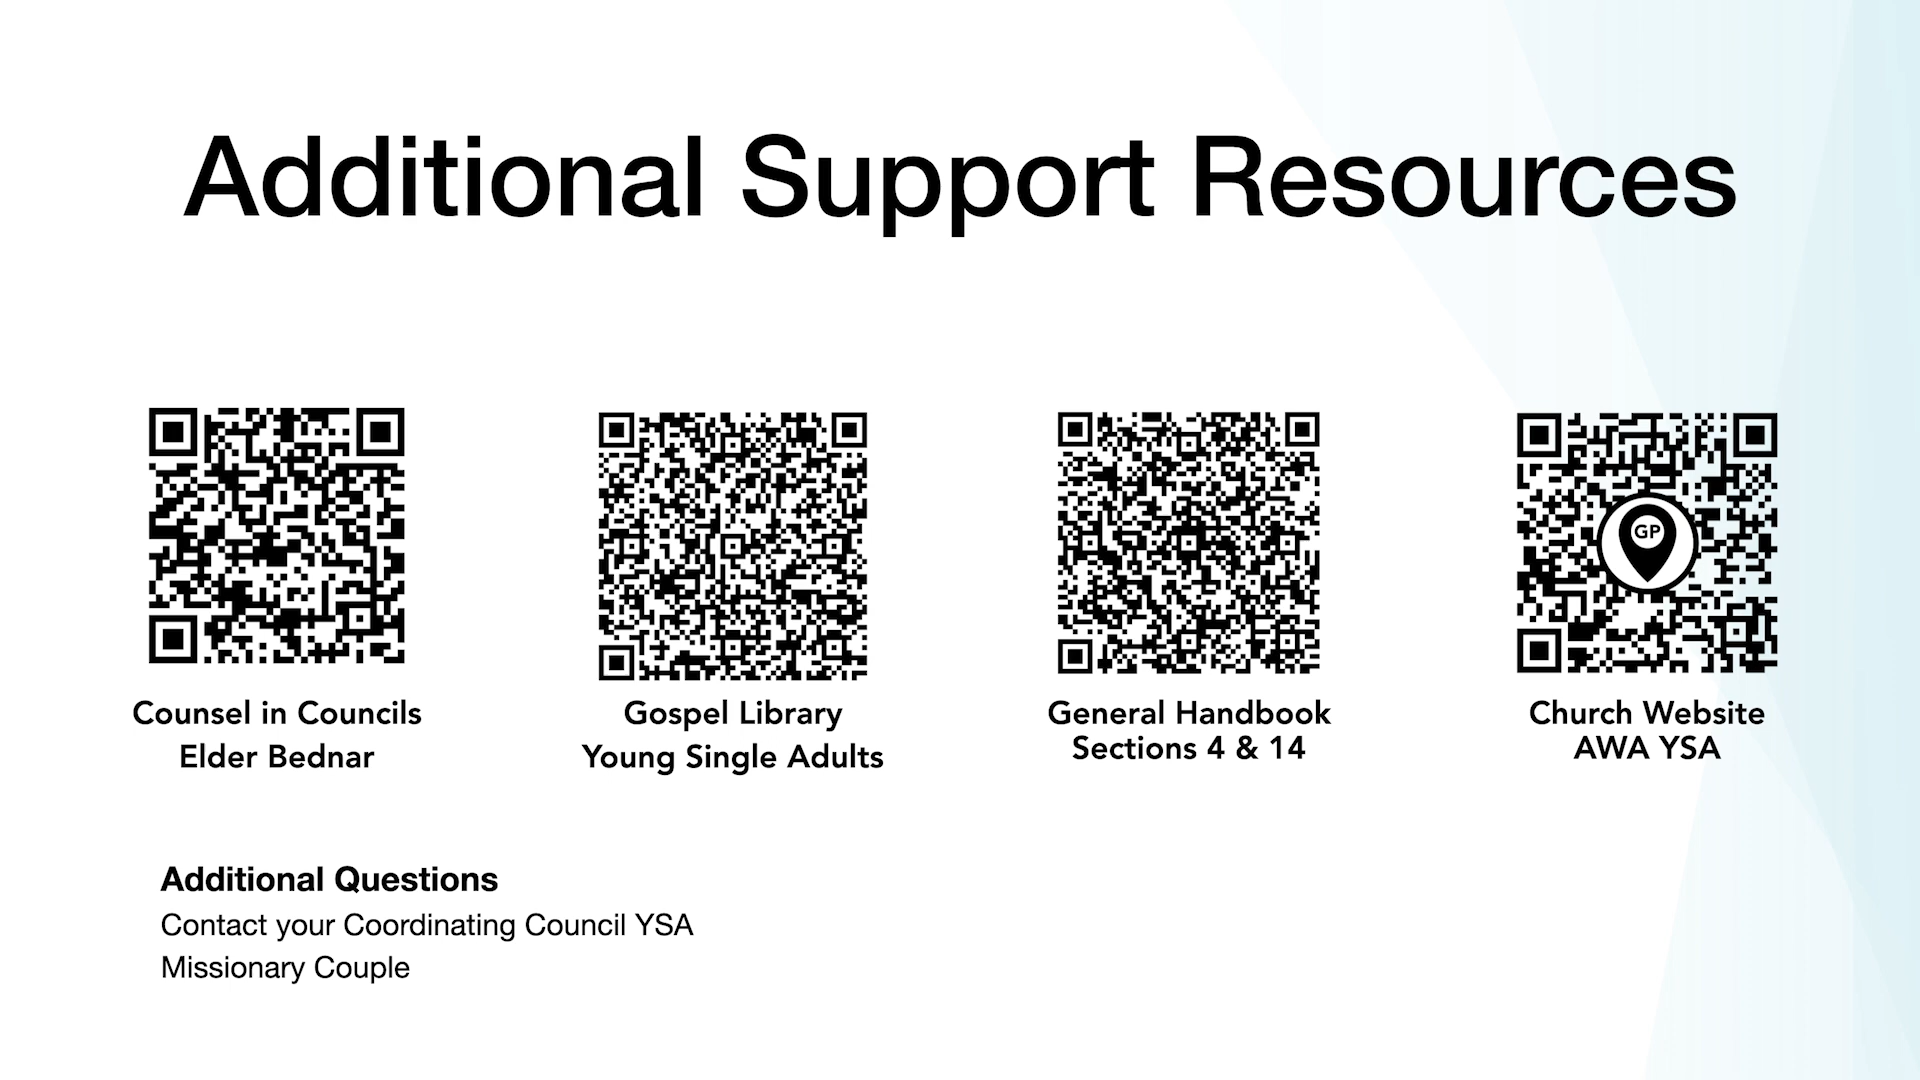 Additional Support Resources
GP
Counsel in Councils
Elder Bednar
Gospel Library
Young Single Adults
General Handbook
Sections 4 & 14
Church Website
AWA YSA
Additional Questions
Contact your Coordinating Council YSA
Missionary Couple